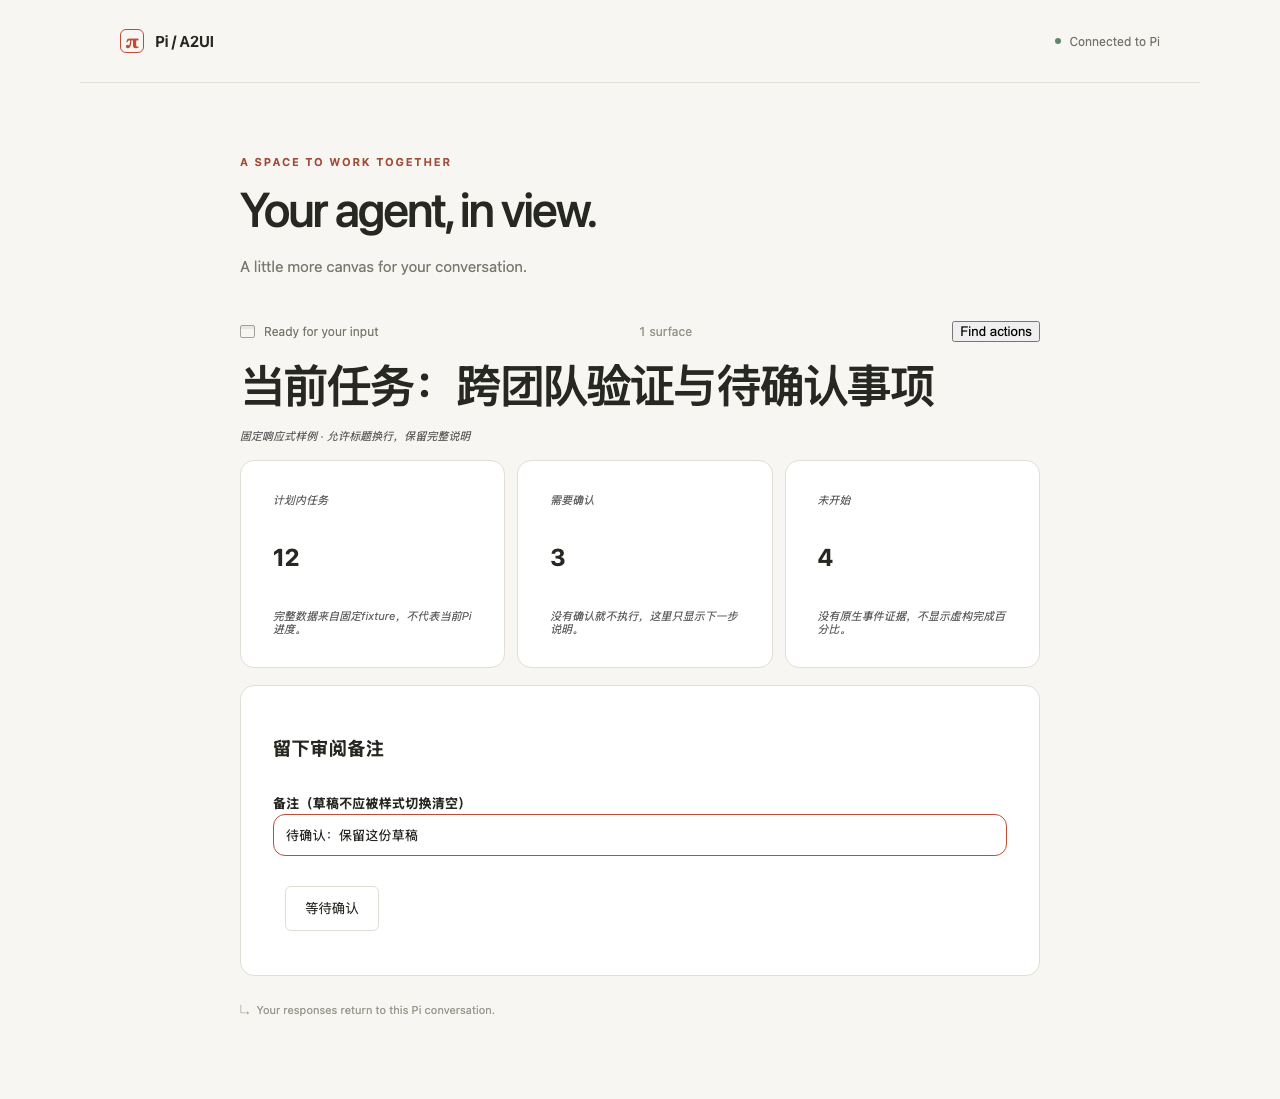 π Pi / A2UI
Connected to Pi
A SPACE TO WORK TOGETHER
Your agent, in view.
A little more canvas for your conversation.
Ready for your input
1 surface
Find actions
当前任务：跨团队验证与待确认事项
固定响应式样例 · 允许标题换行，保留完整说明
计划内任务
12
完整数据来自固定fixture，不代表当前Pi
进度。
需要确认
3
没有确认就不执行，这里只显示下一步
说明。
未开始
4
没有原生事件证据，不显示虚构完成百
分比。
留下审阅备注
备注（草稿不应被样式切换清空）
待确认：保留这份草稿
等待确认
Your responses return to this Pi conversation.